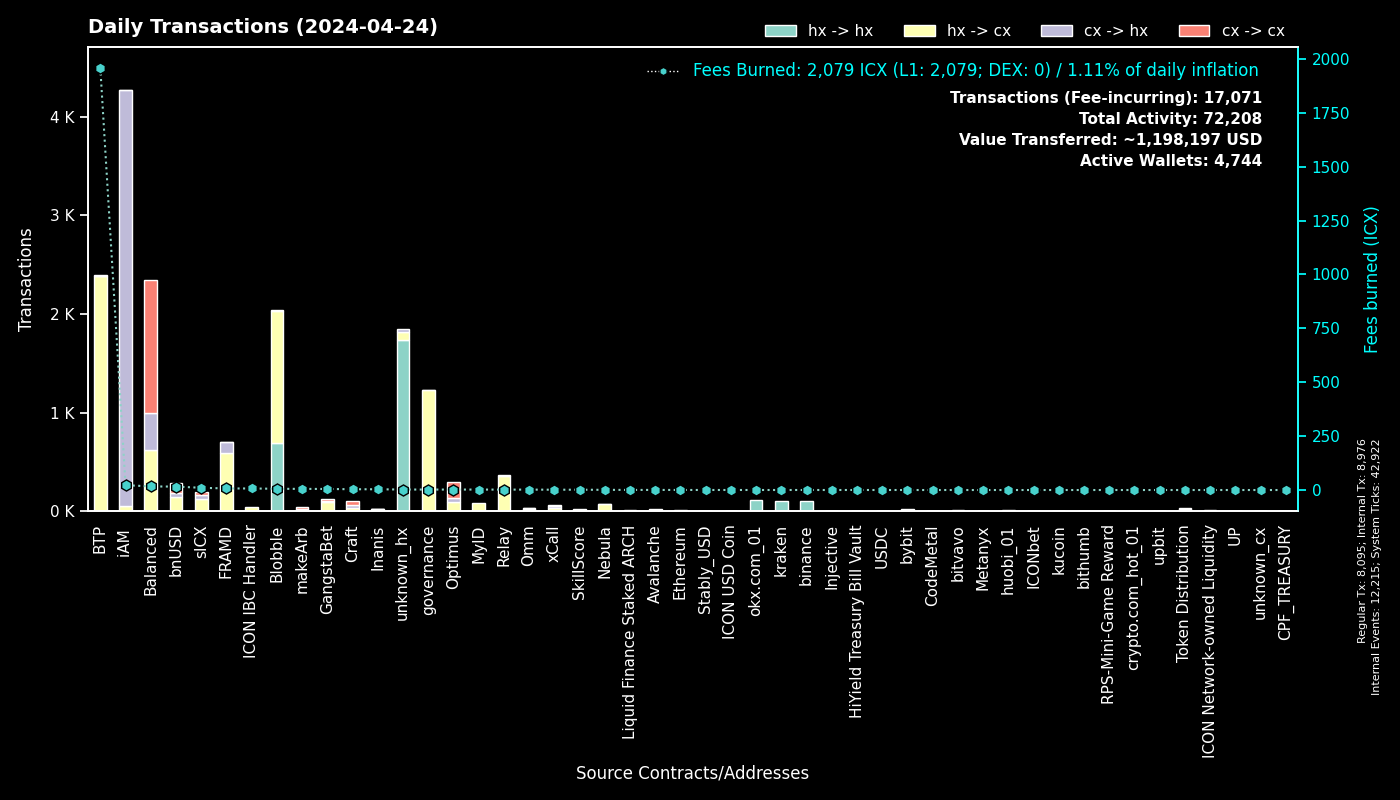 Daily Transactions (2024-04-24)
hx -> hx
hx -> cx
cx -> hx
cx -> cx
Fees Burned: 2,079 ICX (L1: 2,079; DEX: 0) / 1.11% of daily inflation
Transactions (Fee-incurring): 17,071
Total Activity: 72,208
Value Transferred: ~1,198,197 USD
Active Wallets: 4,744
Transactions
4 K
3 K
2 K
1 K
0 K
2000
1750
1500
1250
1000
750
500
250
0
Fees burned (ICX)
Regular Tx: 8,095; Internal Tx: 8,976
Internal Events: 12,215; System Ticks: 42,922
BTP
iAM
Balanced
bnUSD
sICX
FRAMD
ICON IBC Handler
Blobble
makeArb
GangstaBet
Craft
Inanis
unknown_hx
governance
Optimus
MyID
Relay
Omm
xCall
SkillScore
Nebula
Liquid Finance Staked ARCH
Avalanche
Ethereum
Stably_USD
ICON USD Coin
okx.com_01
kraken
binance
Injective
HiYield Treasury Bill Vault
USDC
bybit
CodeMetal
bitvavo
Metanyx
huobi_01
ICONbet
kucoin
bithumb
RPS-Mini-Game Reward
crypto.com_hot_01
upbit
Token Distribution
ICON Network-owned Liquidity
UP
unknown_cx
CPF_TREASURY
Source Contracts/Addresses